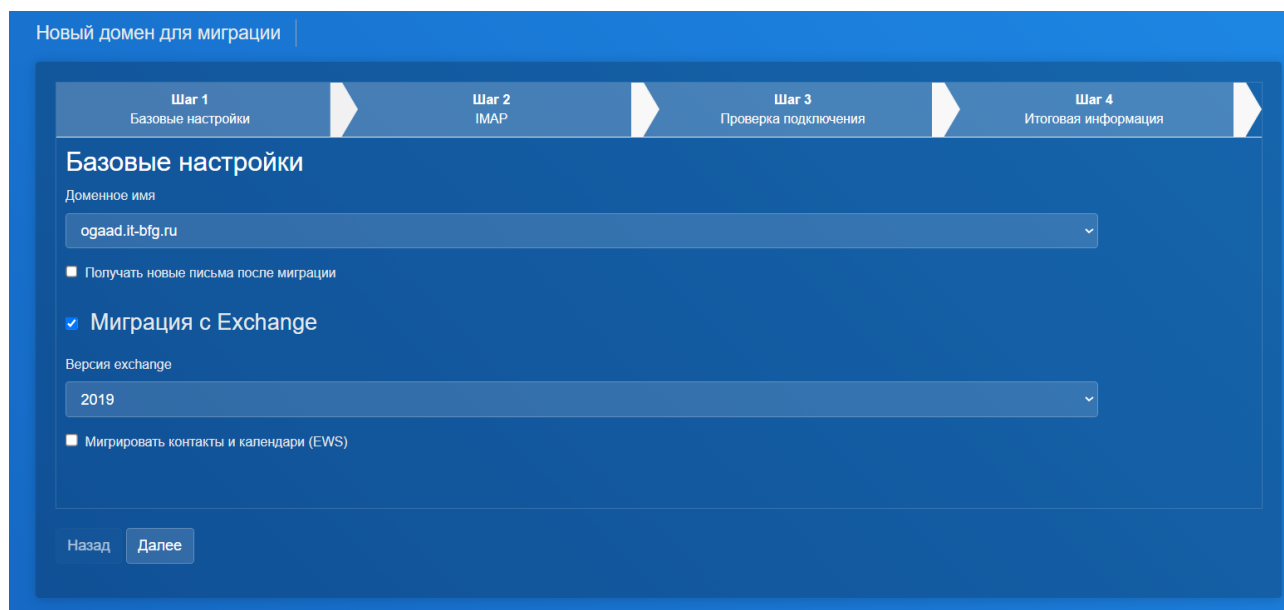 Новый домен для миграции
Шаг 1
Базовые настройки
Шаг 2
IMAP
Шаг 3
Проверка подключения
Шаг 4
Итоговая информация
Базовые настройки
Доменное имя
ogaad.it-bfg.ru
Получать новые письма после миграции
Миграция с Exchange
Версия exchange
2019
Мигрировать контакты и календари (EWS)
Назад
Далее